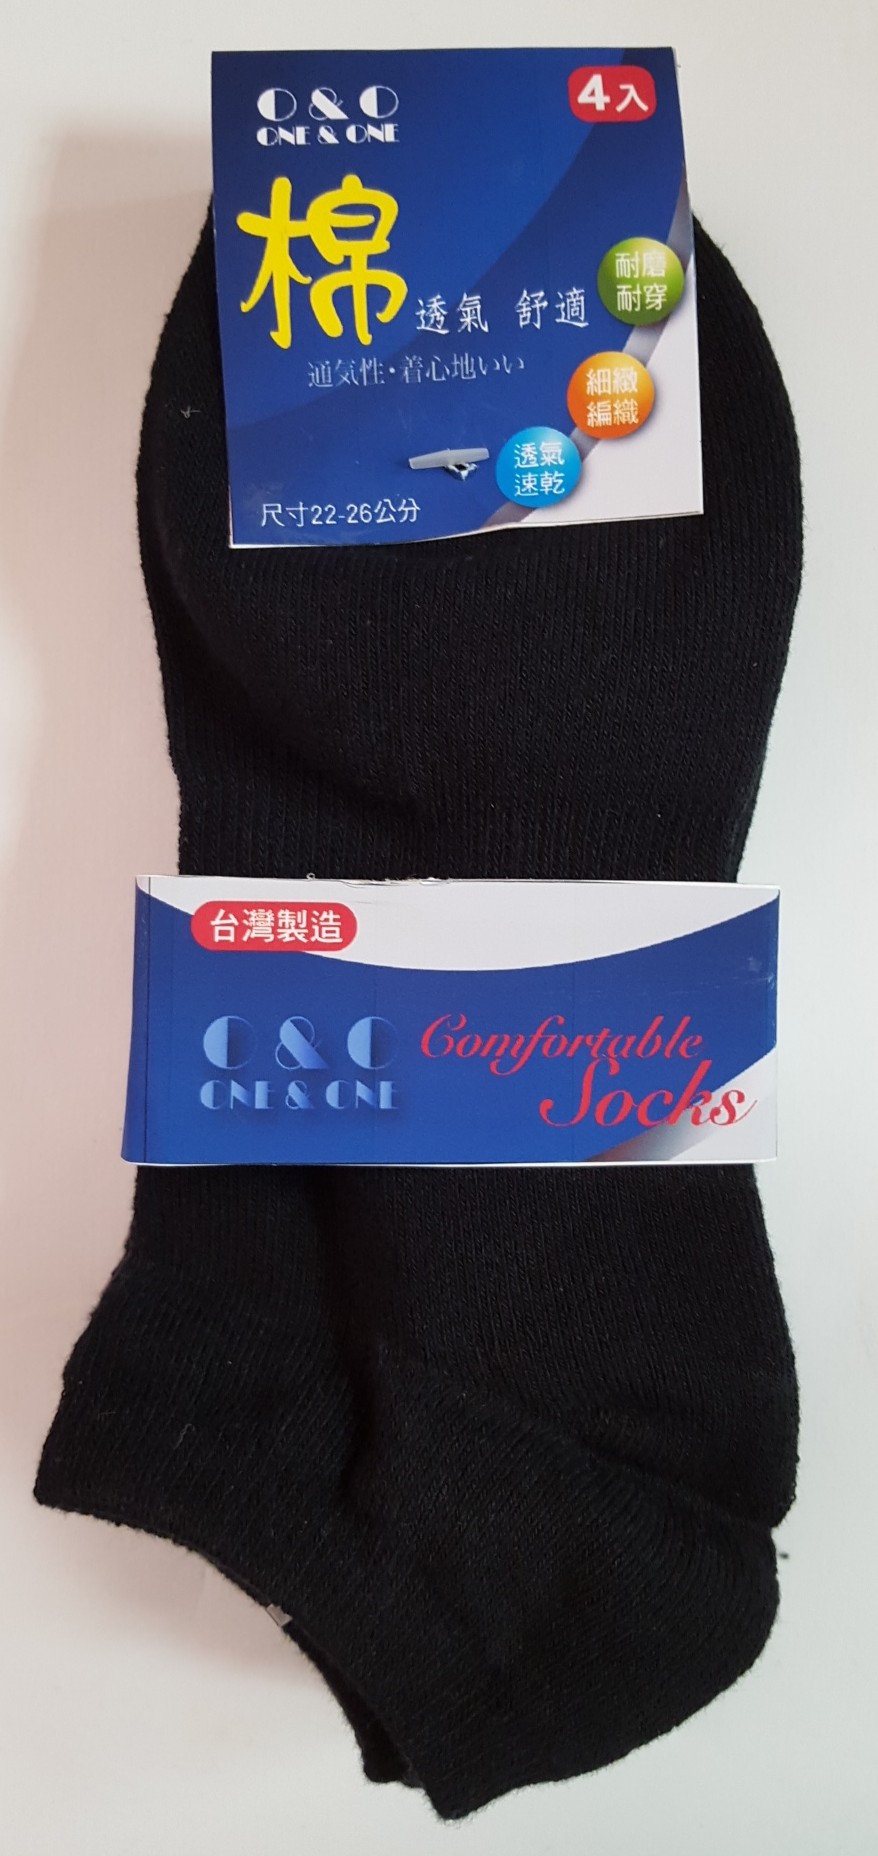 O & O
ONE & ONE
4入
棉
透氣 舒適
通気性・着心地いい
耐磨
耐穿
細緻
編織
透氣
速乾
尺寸22-26公分
台灣製造
O & O
ONE & ONE
Comfortable
Socks